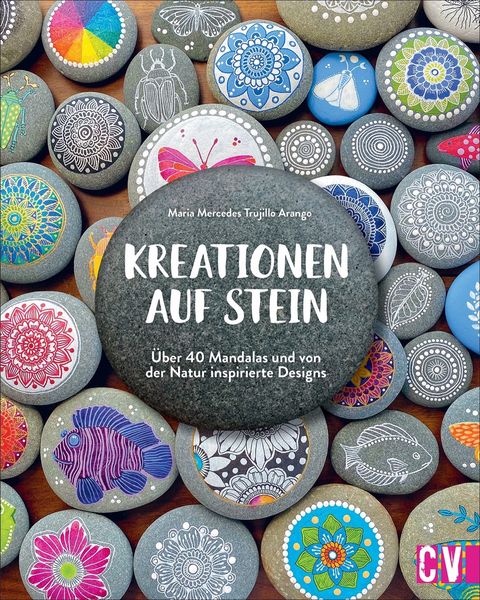 Maria Mercedes Trujillo Arango
KREATIONEN
AUF STEIN
Über 40 Mandalas und von
der Natur inspirierte Designs
CV